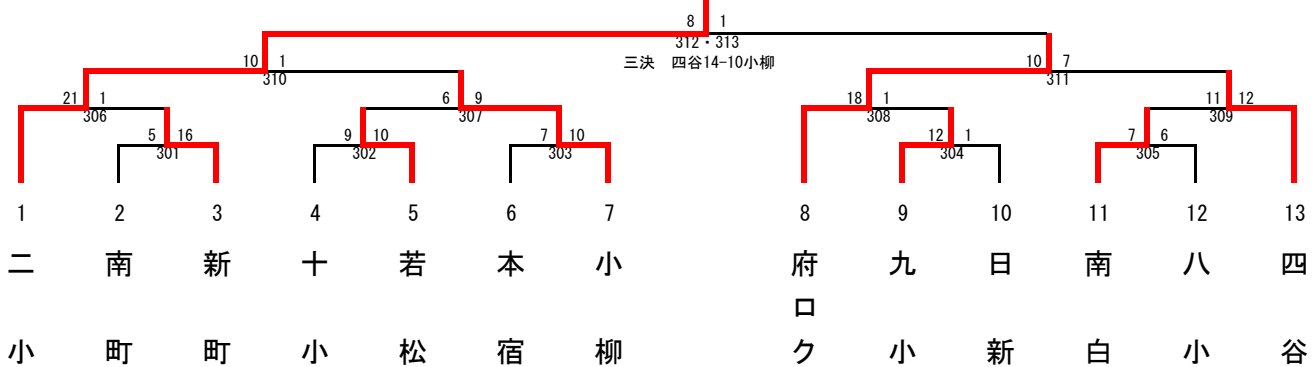 8 1
312・313
三決 四谷14-10小柳
10 1
310
10 7
311
21 1
306
6 9
307
18 1
308
11 12
309
5 16
301
9 10
302
7 10
303
12 1
304
7 6
305
1 2 3 4 5 6 7 8 9 10 11 12 13
二小
南町
新町
十小
若松
本宿
小柳
府ロク
九小
日新
南白
八小
四谷